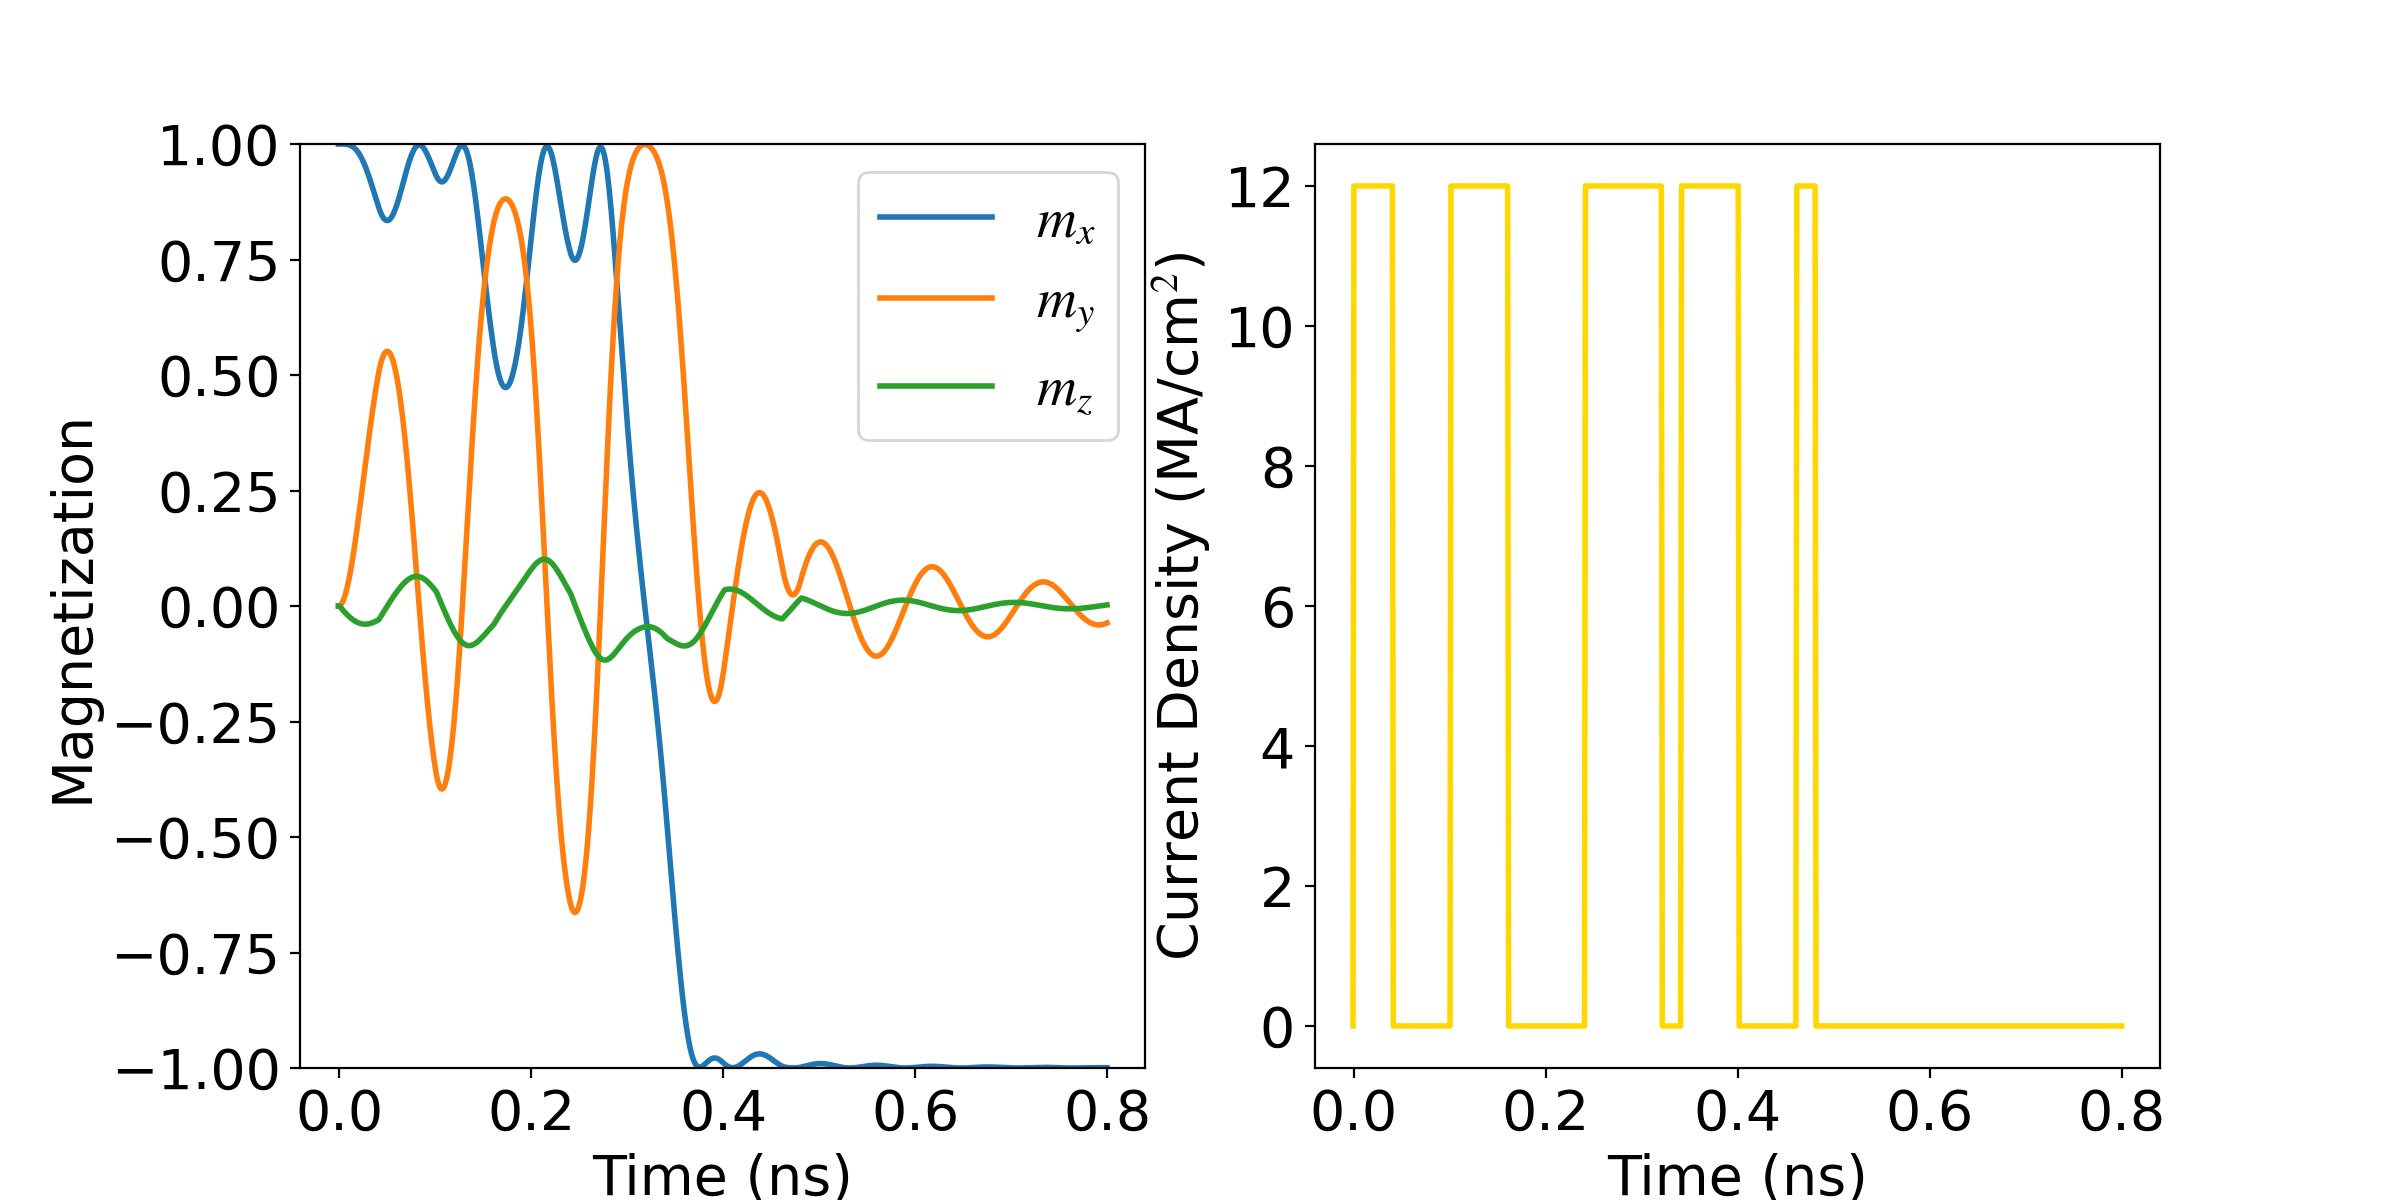 Magnetization
1.00
0.75
0.50
0.25
0.00
−0.25
−0.50
−0.75
−1.00
0.0 0.2 0.4 0.6 0.8
Time (ns)
m_x
m_y
m_z
Current Density (MA/cm²)
12
10
8
6
4
2
0
0.0 0.2 0.4 0.6 0.8
Time (ns)